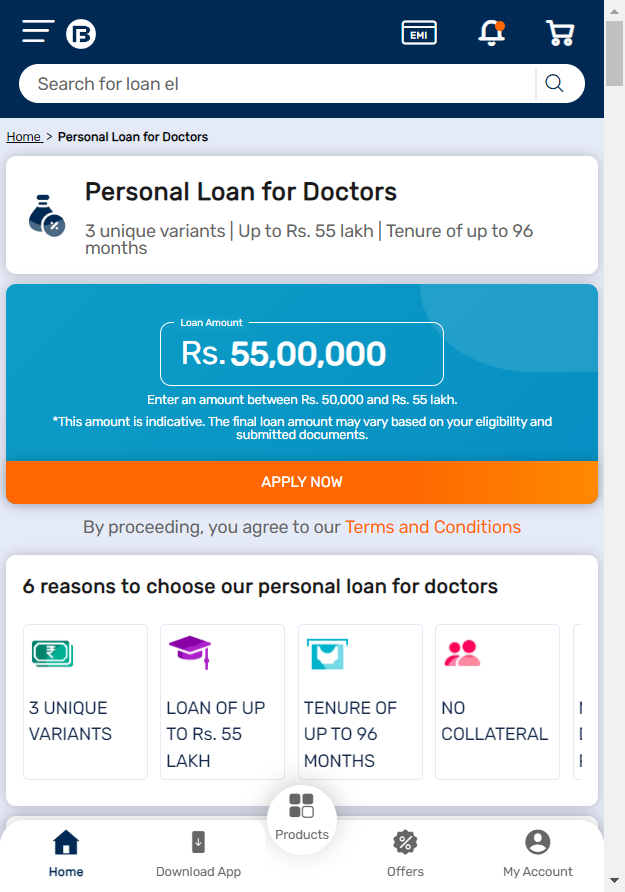 EMI
Search for loan el
Home > Personal Loan for Doctors
Personal Loan for Doctors
3 unique variants | Up to Rs. 55 lakh | Tenure of up to 96
months
Loan Amount
Rs. 55,00,000
Enter an amount between Rs. 50,000 and Rs. 55 lakh.
*This amount is indicative. The final loan amount may vary based on your eligibility and
submitted documents.
APPLY NOW
By proceeding, you agree to our Terms and Conditions
6 reasons to choose our personal loan for doctors
3 UNIQUE
VARIANTS
LOAN OF UP
TO Rs. 55
LAKH
TENURE OF
UP TO 96
MONTHS
NO
COLLATERAL
Home
Download App
Products
Offers
My Account